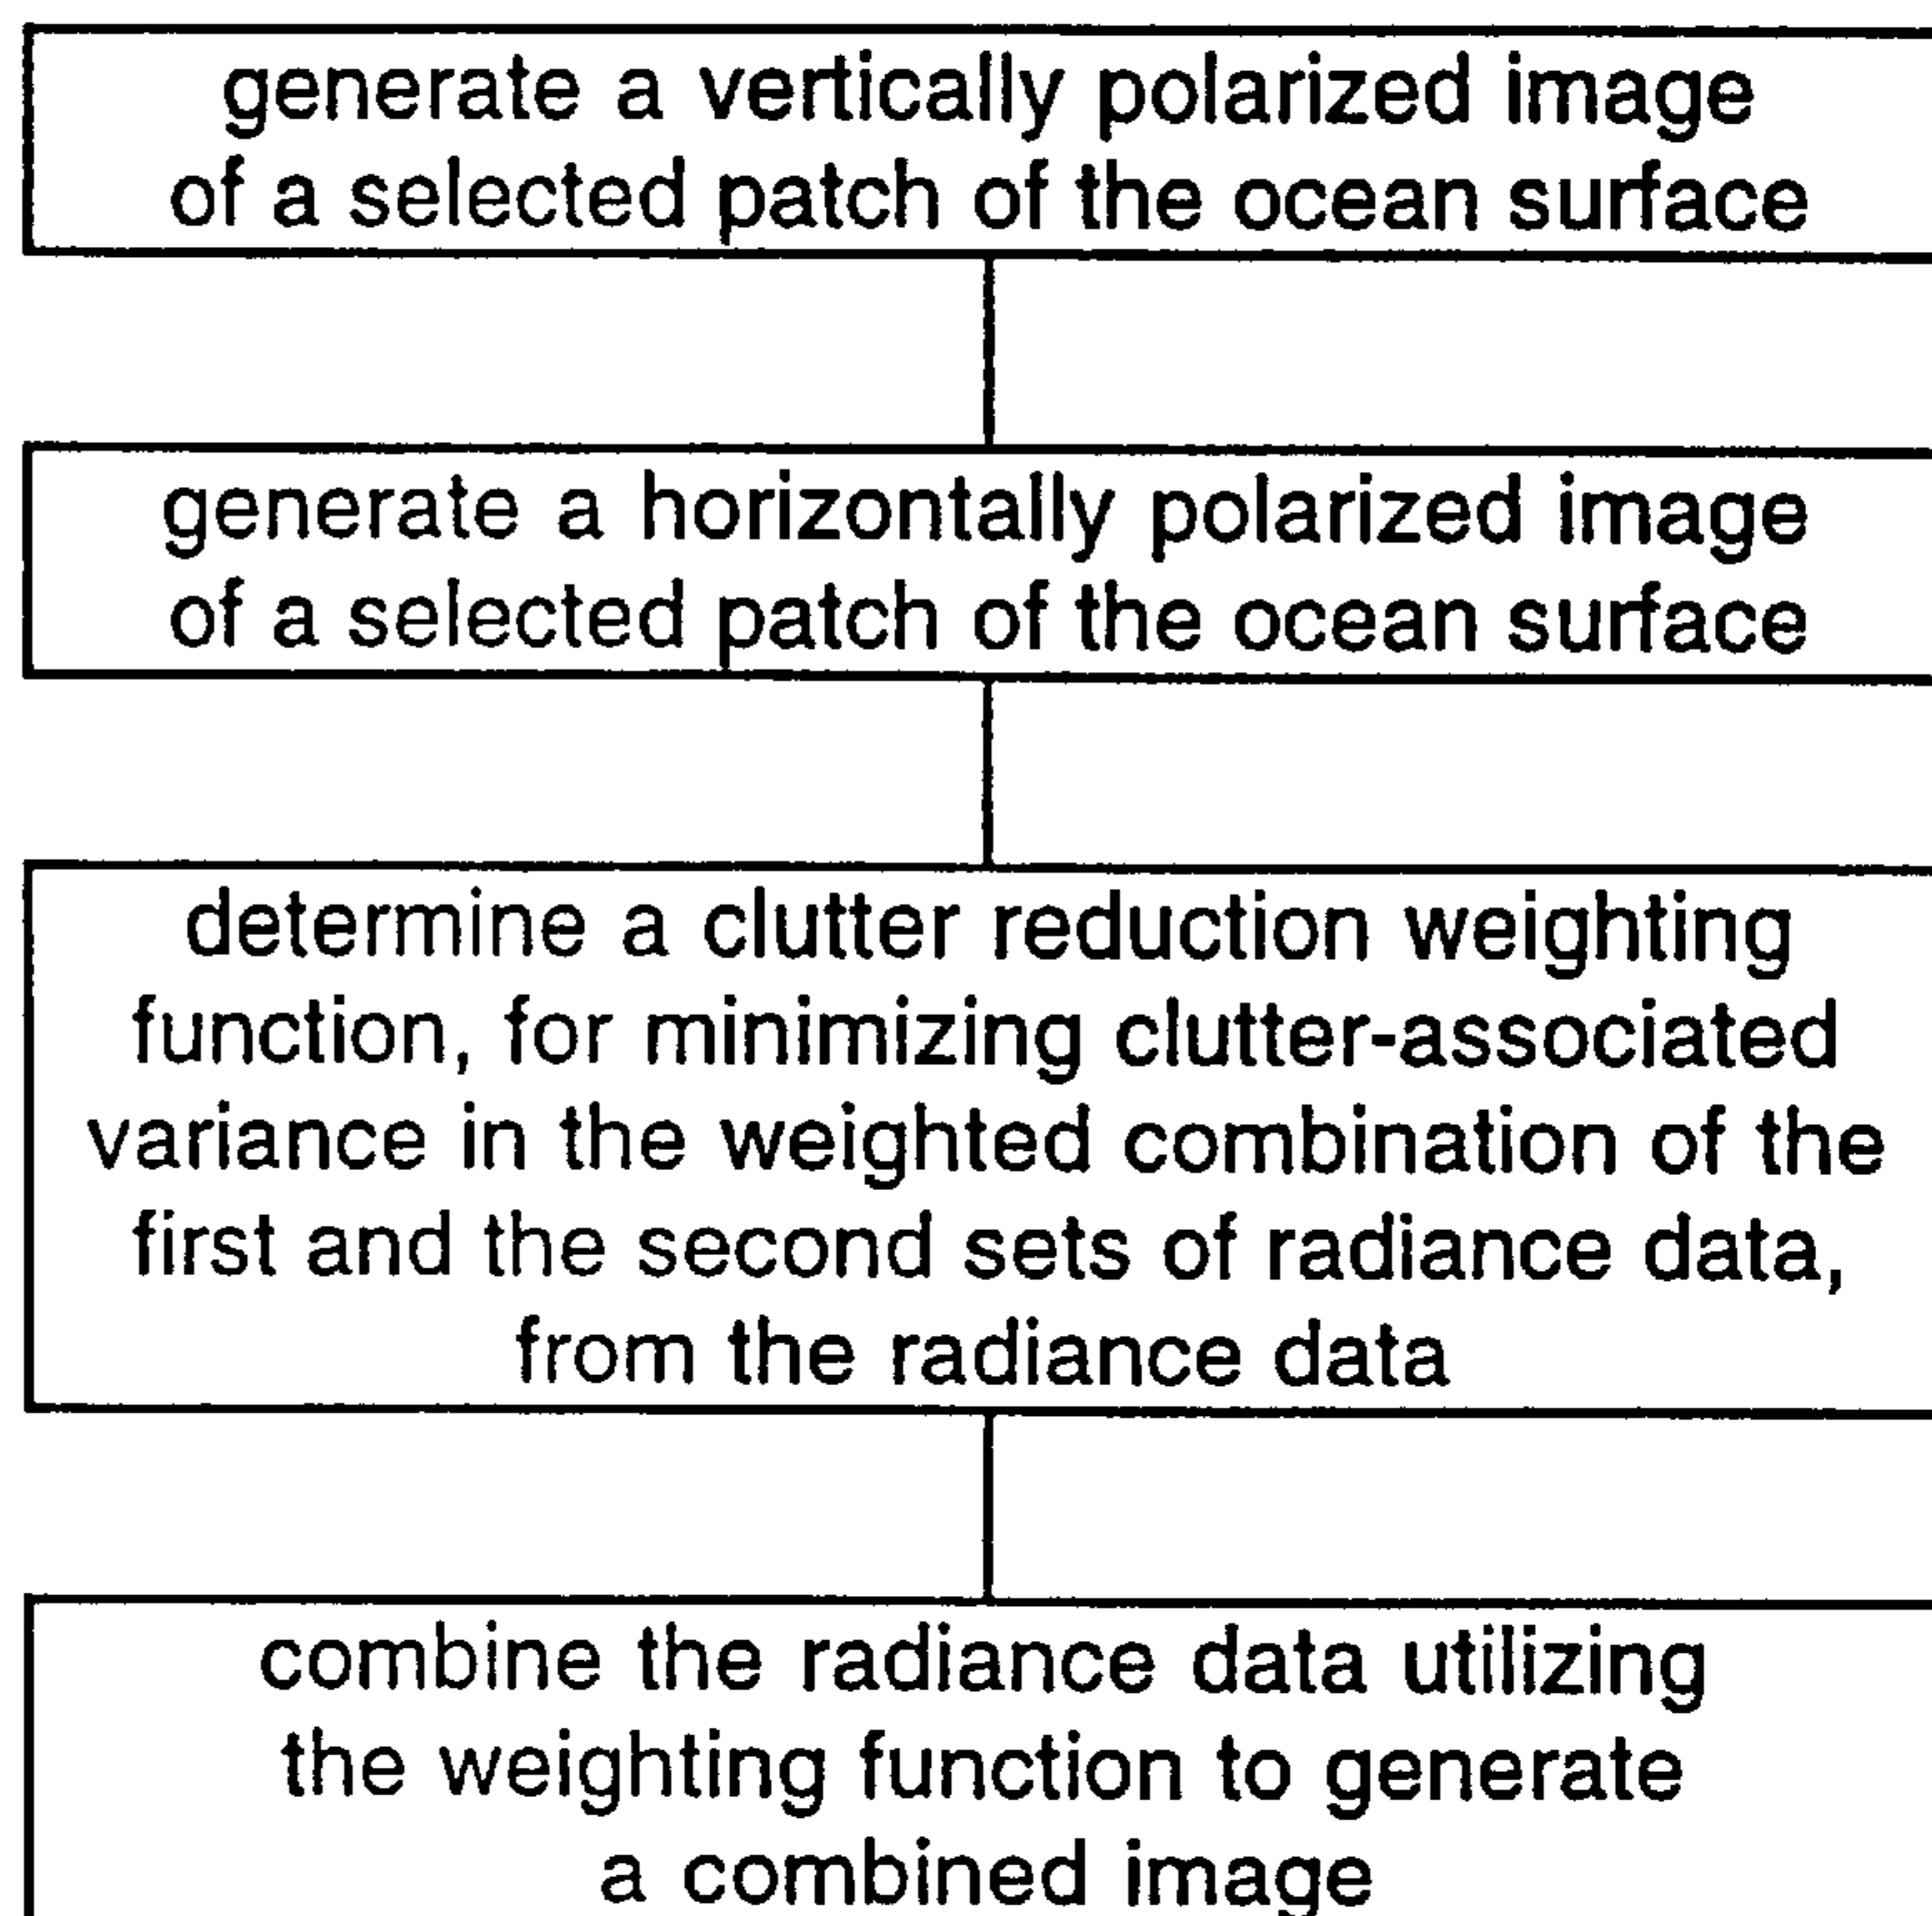 generate a vertically polarized image
of a selected patch of the ocean surface
generate a horizontally polarized image
of a selected patch of the ocean surface
determine a clutter reduction weighting
function, for minimizing clutter-associated
variance in the weighted combination of the
first and the second sets of radiance data,
from the radiance data
combine the radiance data utilizing
the weighting function to generate
a combined image